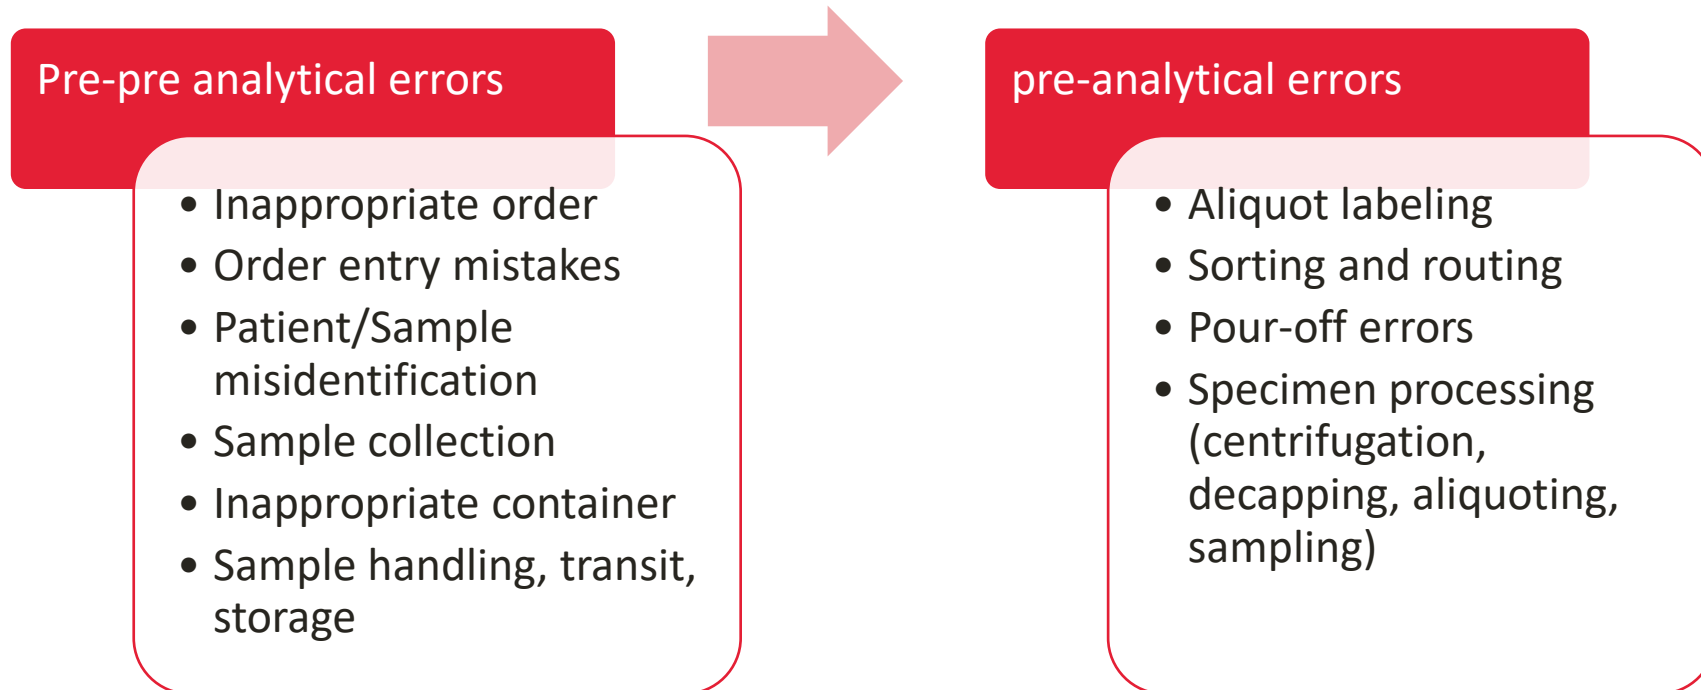 Pre-pre analytical errors
• Inappropriate order
• Order entry mistakes
• Patient/Sample
misidentification
• Sample collection
• Inappropriate container
• Sample handling, transit,
storage
pre-analytical errors
• Aliquot labeling
• Sorting and routing
• Pour-off errors
• Specimen processing
(centrifugation,
decapping, aliquoting,
sampling)